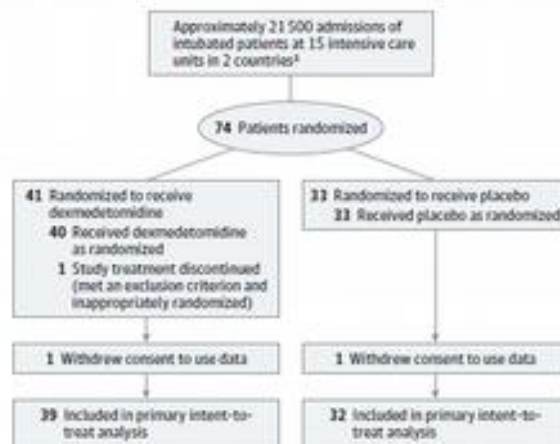 Approximately 21 500 admissions of
intubated patients at 15 intensive care
units in 2 countriesª
74 Patients randomized
41 Randomized to receive
dexmedetomidine
40 Received dexmedetomidine
as randomized
1 Study treatment discontinued
(met an exclusion criterion and
inappropriately randomized)
33 Randomized to receive placebo
33 Received placebo as randomized
1 Withdrew consent to use data
1 Withdrew consent to use data
39 Included in primary intent-to-
treat analysis
32 Included in primary intent-to-
treat analysis